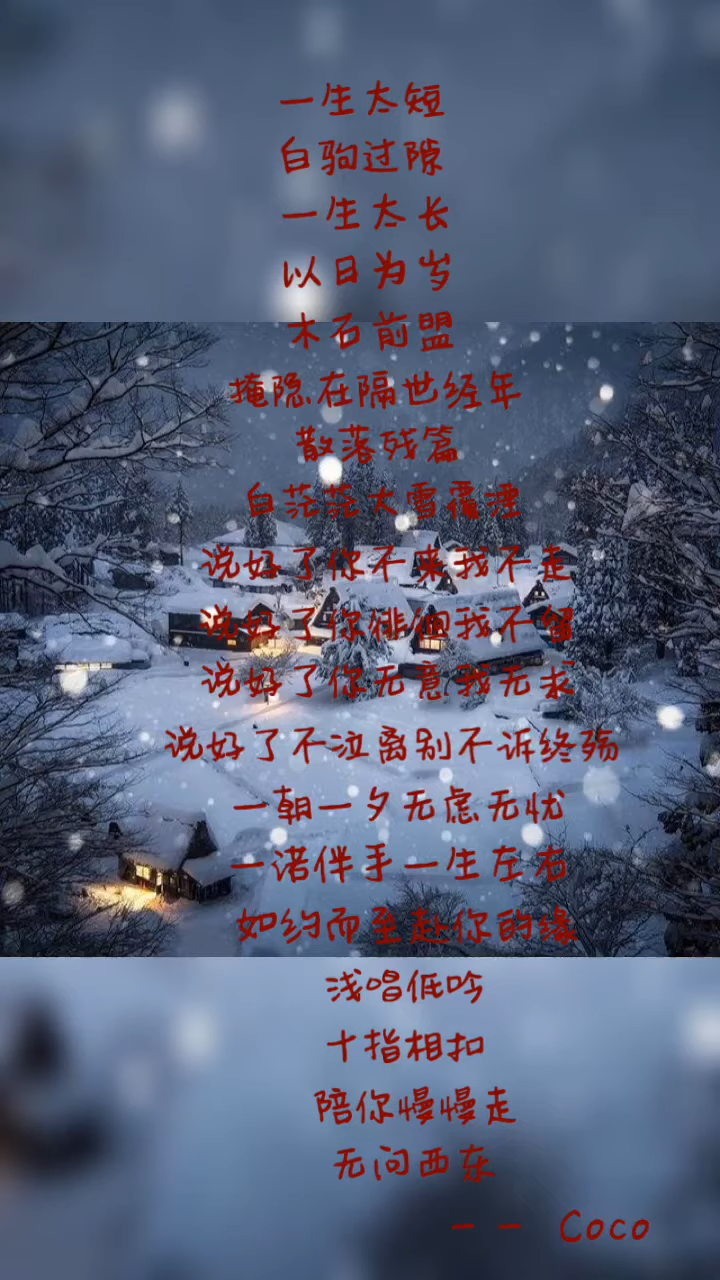 一生太短
白驹过隙
一生太长
以日为岁
木石前盟
掩隐在隔世经年
散落残篇
白茫茫大雪覆湮
说好了你不来我不走
说好了你徘徊我不留
说好了你无意我无求
说好了不泣离别不诉终殇
一朝一夕无虑无忧
一诺伴手一生左右
如约而至赴你的缘
浅唱低吟
十指相扣
陪你慢慢走
无问西东
-- Coco